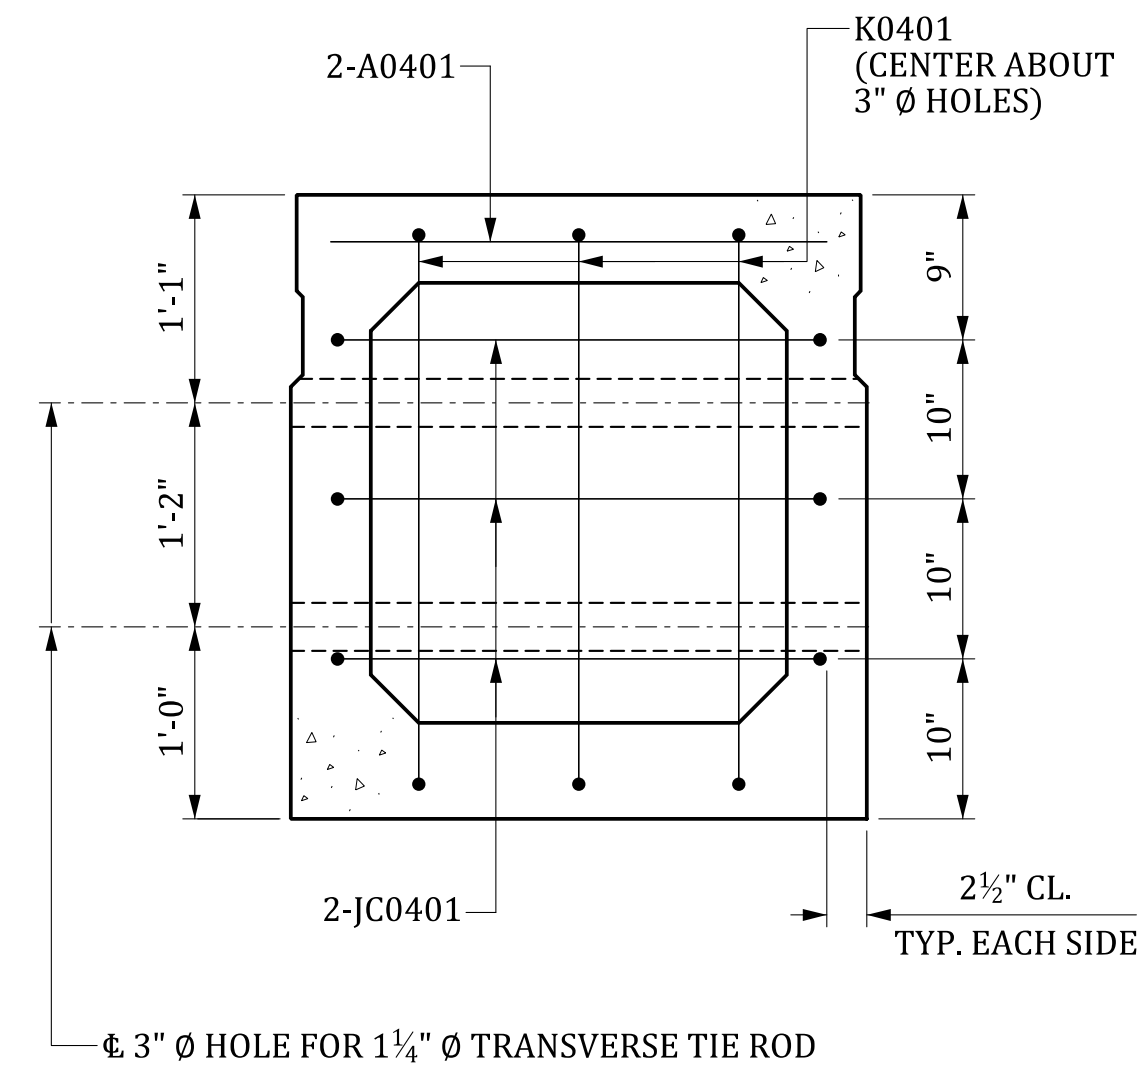 K0401
(CENTER ABOUT
3" Ø HOLES)
2-A0401
1'-1"
9"
10"
1'-2"
10"
1'-0"
10"
2-JC0401
2½" CL.
TYP. EACH SIDE
℄ 3" Ø HOLE FOR 1¼" Ø TRANSVERSE TIE ROD